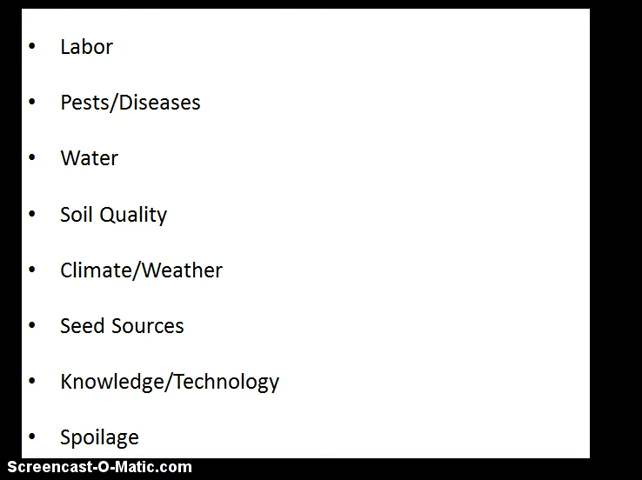 • Labor
• Pests/Diseases
• Water
• Soil Quality
• Climate/Weather
• Seed Sources
• Knowledge/Technology
• Spoilage
Screencast-O-Matic.com